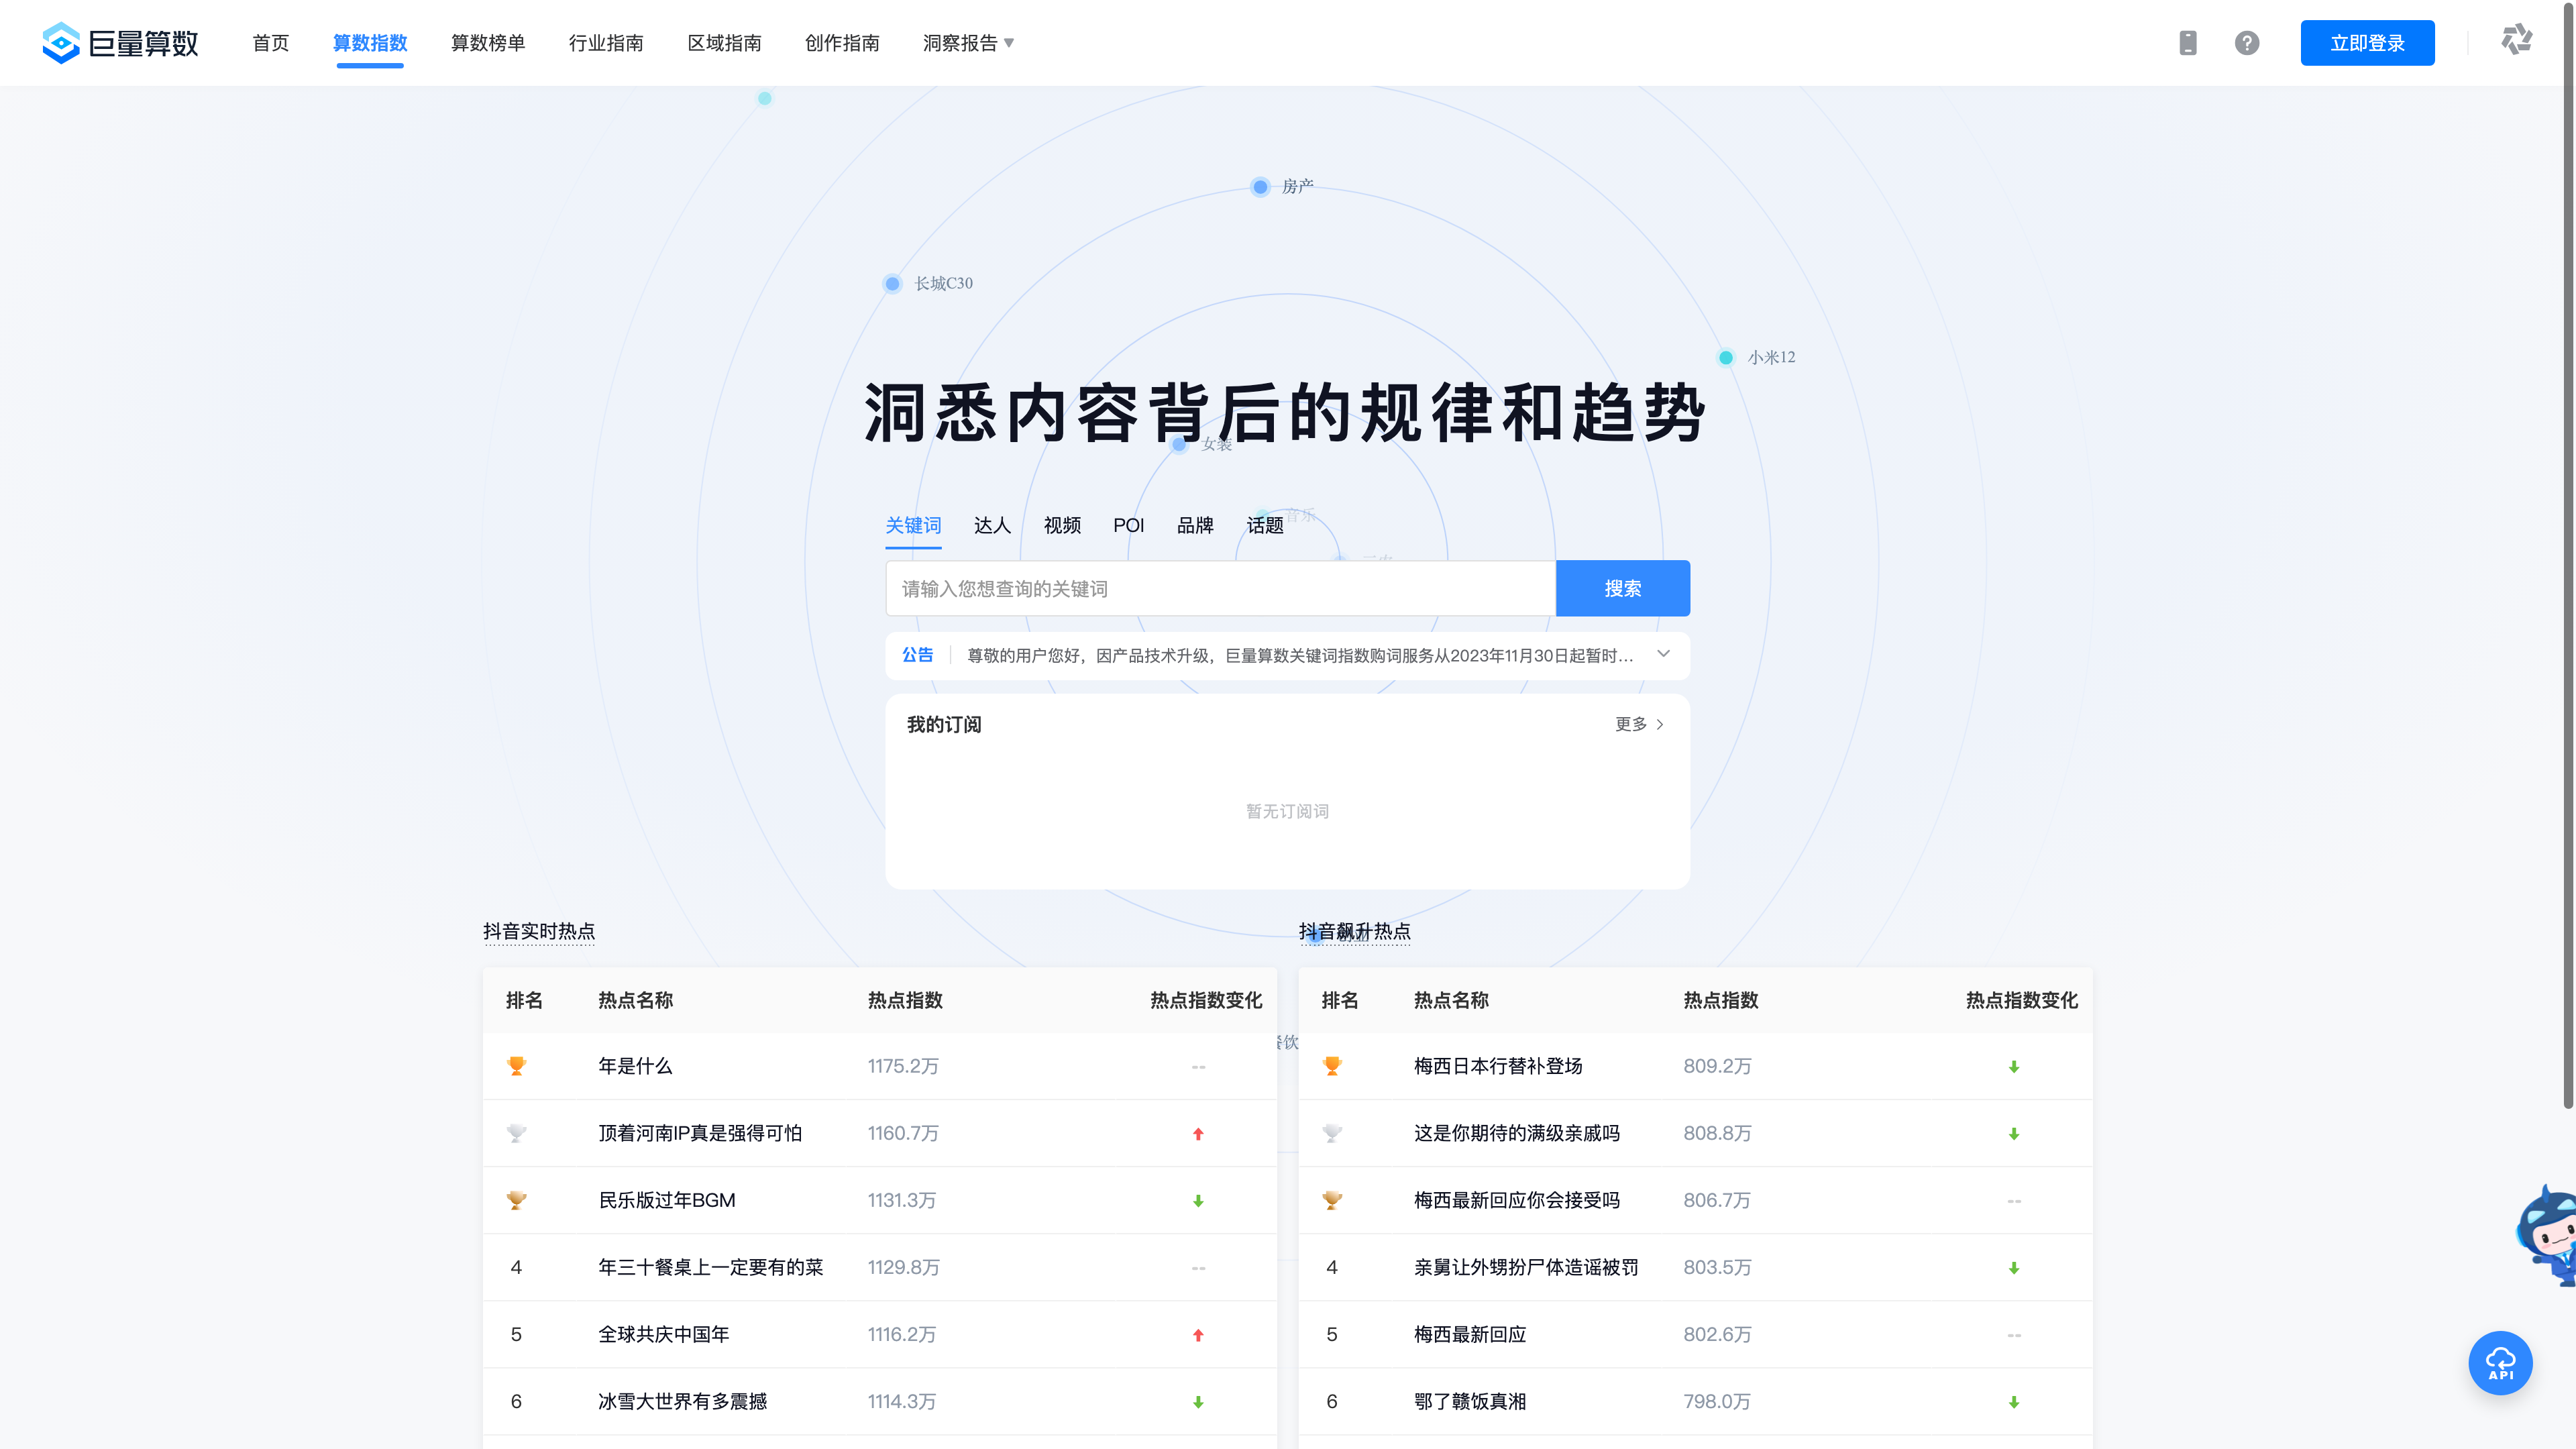 巨量算数
首页 算数指数 算数榜单 行业指南 区域指南 创作指南 洞察报告
立即登录
房产
长城C30
小米12
洞悉内容背后的规律和趋势
女装
音乐
关键词 达人 视频 POI 品牌 话题
请输入您想查询的关键词
搜索
公告 尊敬的用户您好，因产品技术升级，巨量算数关键词指数购词服务从2023年11月30日起暂时...
我的订阅 更多
暂无订阅词
抖音实时热点
排名 热点名称 热点指数 热点指数变化
年是什么 1175.2万 --
顶着河南IP真是强得可怕 1160.7万
民乐版过年BGM 1131.3万
4 年三十餐桌上一定要有的菜 1129.8万 --
5 全球共庆中国年 1116.2万
6 冰雪大世界有多震撼 1114.3万
抖音飙升热点
排名 热点名称 热点指数 热点指数变化
梅西日本行替补登场 809.2万
这是你期待的满级亲戚吗 808.8万
梅西最新回应你会接受吗 806.7万 --
4 亲舅让外甥扮尸体造谣被罚 803.5万
5 梅西最新回应 802.6万 --
6 鄂了赣饭真湘 798.0万
餐饮
API